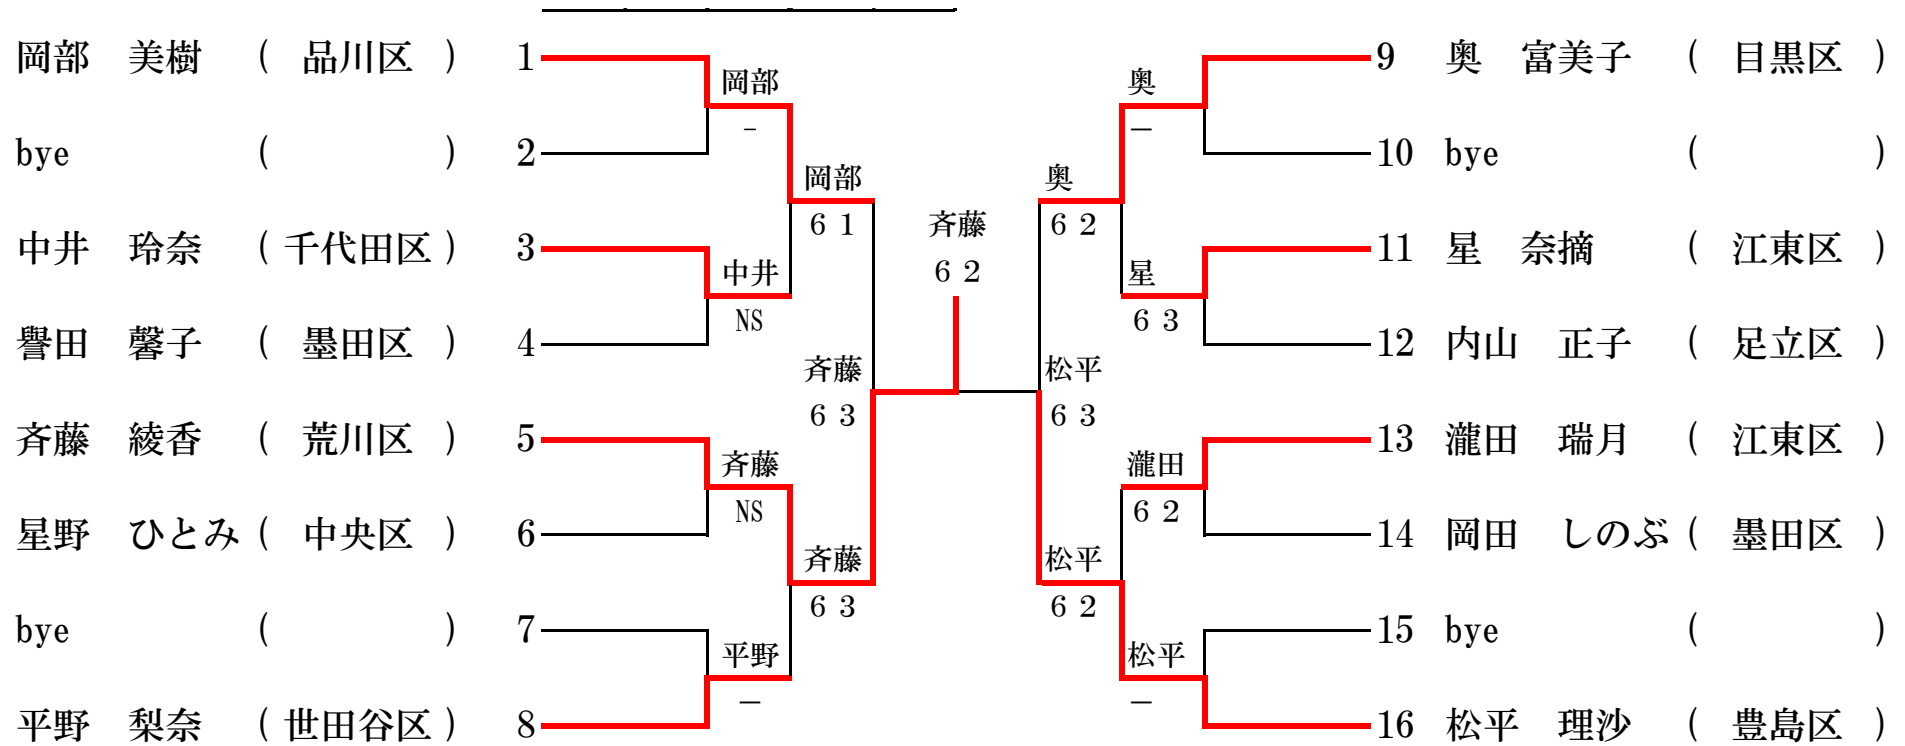 岡部　美樹　( 品川区 )　1　9　奥　富美子　( 目黒区 )
岡部　奥
-　―
bye　(　　)　2　10　bye　(　　)
岡部　奥
6 1　斉藤　6 2
中井　玲奈　( 千代田区 )　3　11　星　奈摘　( 江東区 )
中井　6 2　星
NS　6 3
譽田　馨子　( 墨田区 )　4　12　内山　正子　( 足立区 )
斉藤　松平
6 3　6 3
斉藤　綾香　( 荒川区 )　5　13　瀧田　瑞月　( 江東区 )
斉藤　瀧田
NS　6 2
星野　ひとみ ( 中央区 )　6　14　岡田　しのぶ ( 墨田区 )
斉藤　松平
6 3　6 2
bye　(　　)　7　15　bye　(　　)
平野　松平
―　―
平野　梨奈　( 世田谷区 )　8　16　松平　理沙　( 豊島区 )